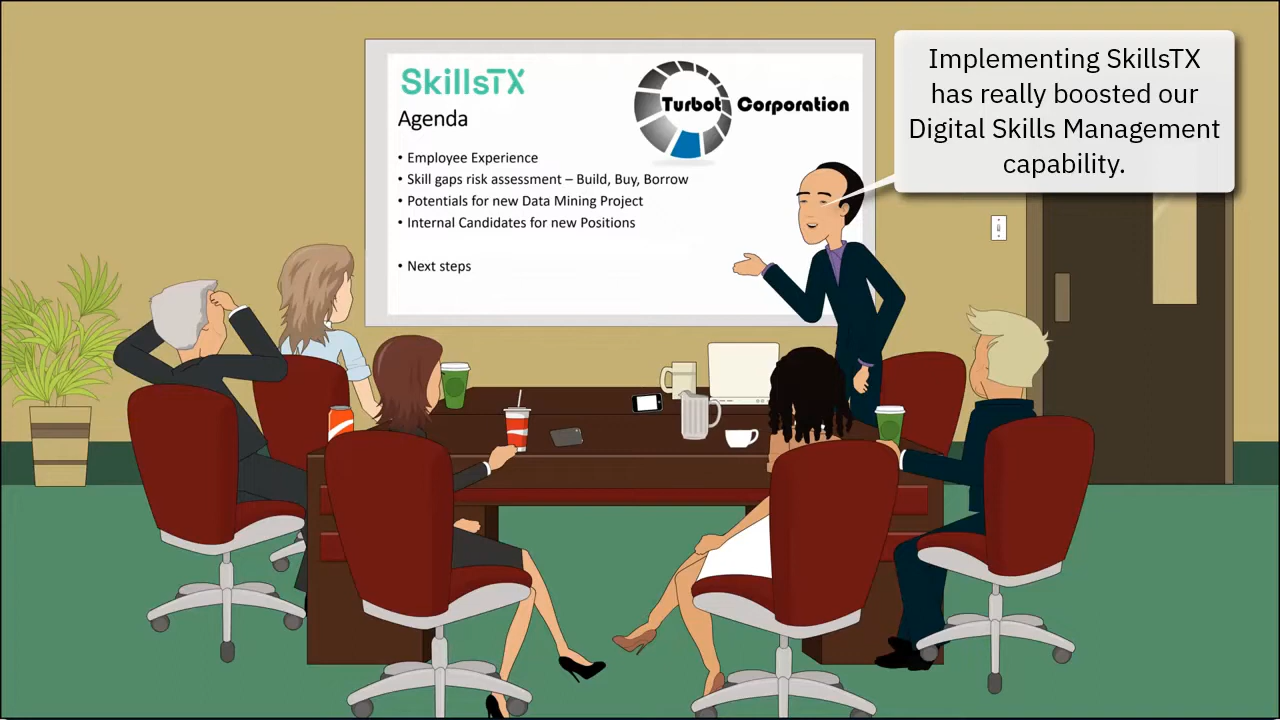 SkillsTX
Turbot Corporation
Agenda
• Employee Experience
• Skill gaps risk assessment – Build, Buy, Borrow
• Potentials for new Data Mining Project
• Internal Candidates for new Positions
• Next steps
Implementing SkillsTX
has really boosted our
Digital Skills Management
capability.